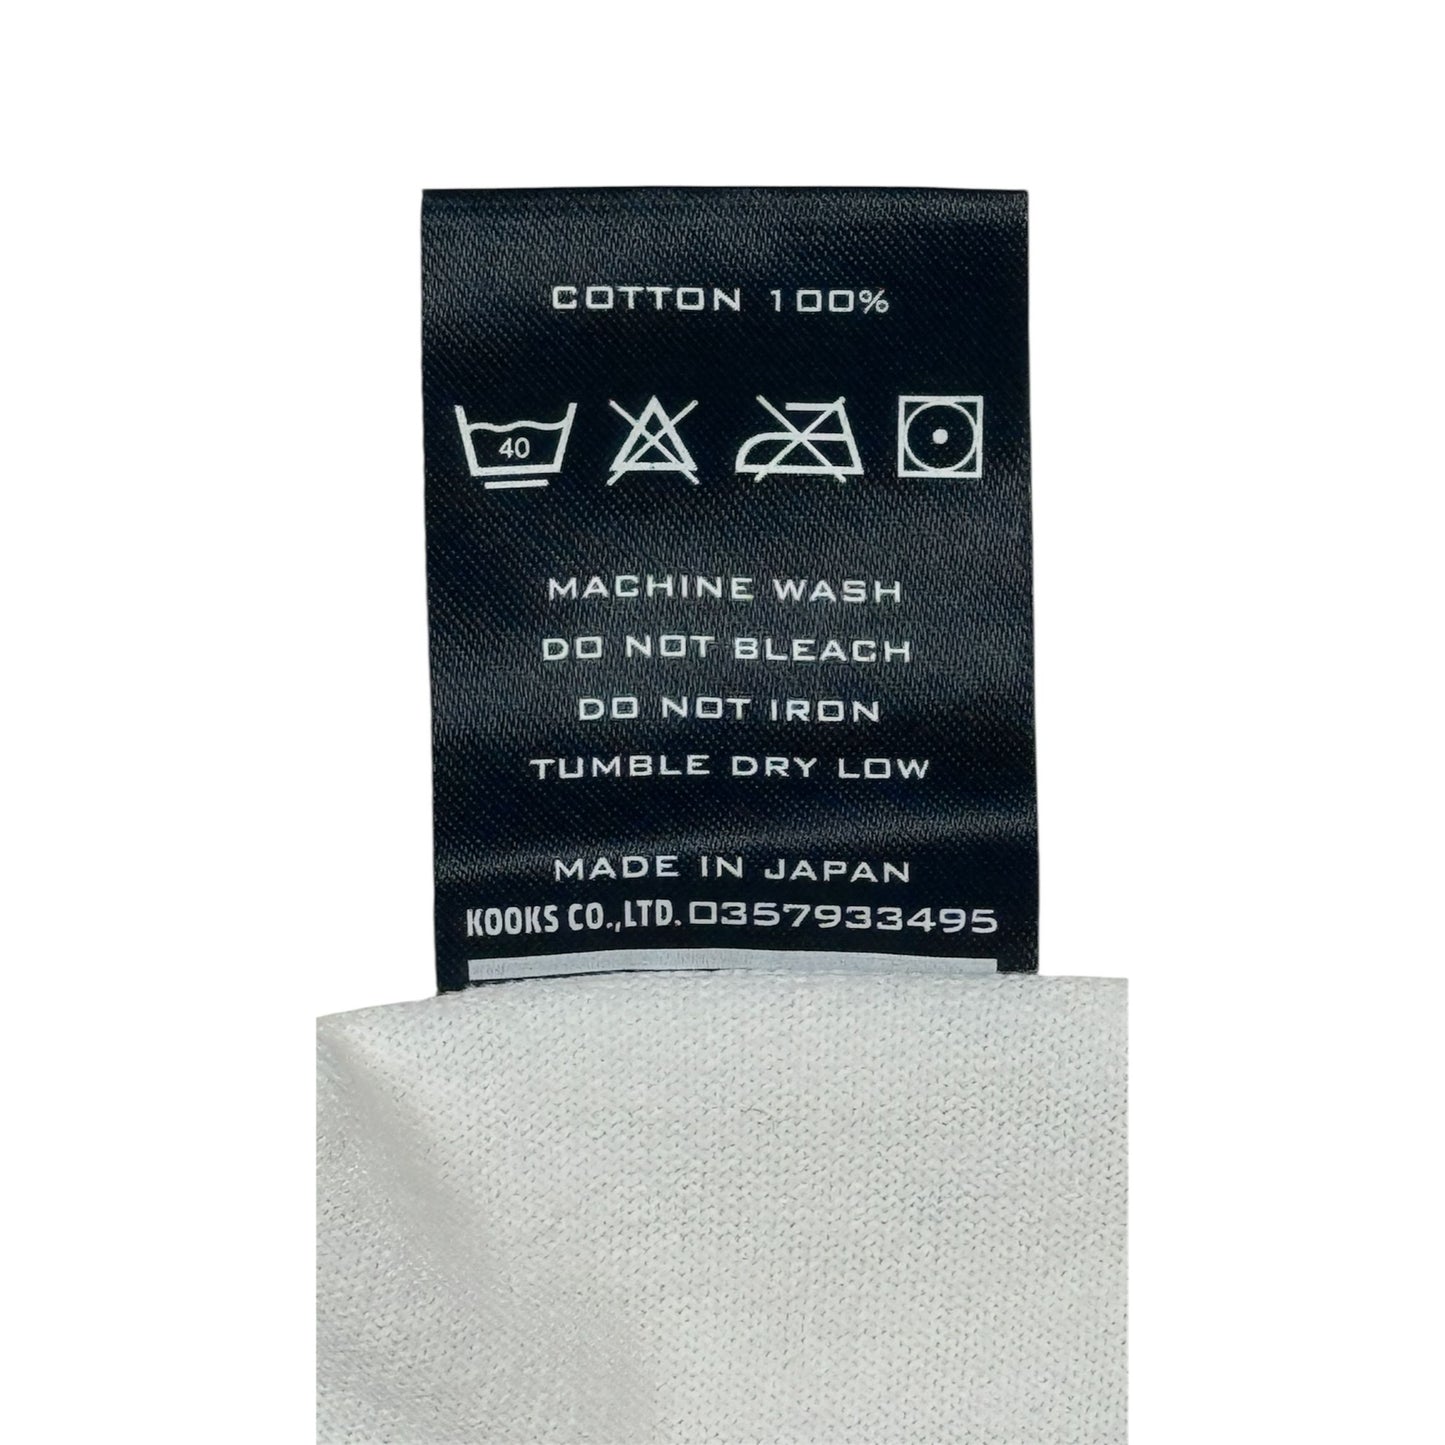 COTTON 100%
40
MACHINE WASH
DO NOT BLEACH
DO NOT IRON
TUMBLE DRY LOW
MADE IN JAPAN
KOOKS CO.,LTD. 0357933495